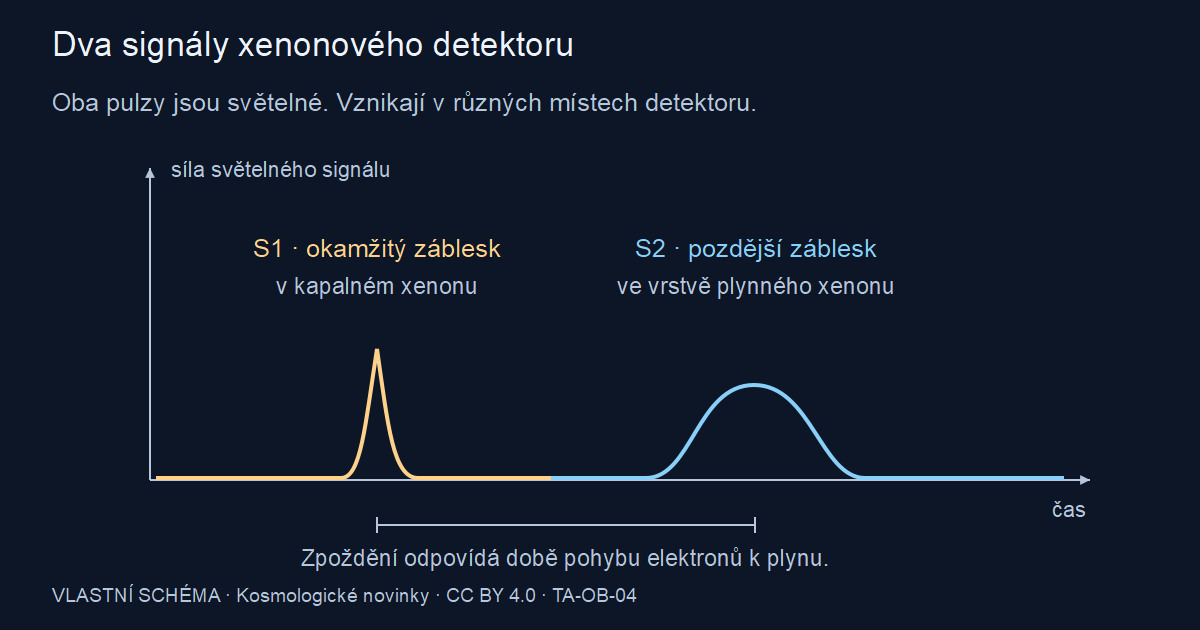 Dva signály xenonového detektoru
Oba pulzy jsou světelné. Vznikají v různých místech detektoru.
síla světelného signálu
S1 · okamžitý záblesk
v kapalném xenonu
S2 · pozdější záblesk
ve vrstvě plynného xenonu
čas
Zpoždění odpovídá době pohybu elektronů k plynu.
VLASTNÍ SCHÉMA · Kosmologické novinky · CC BY 4.0 · TA-OB-04